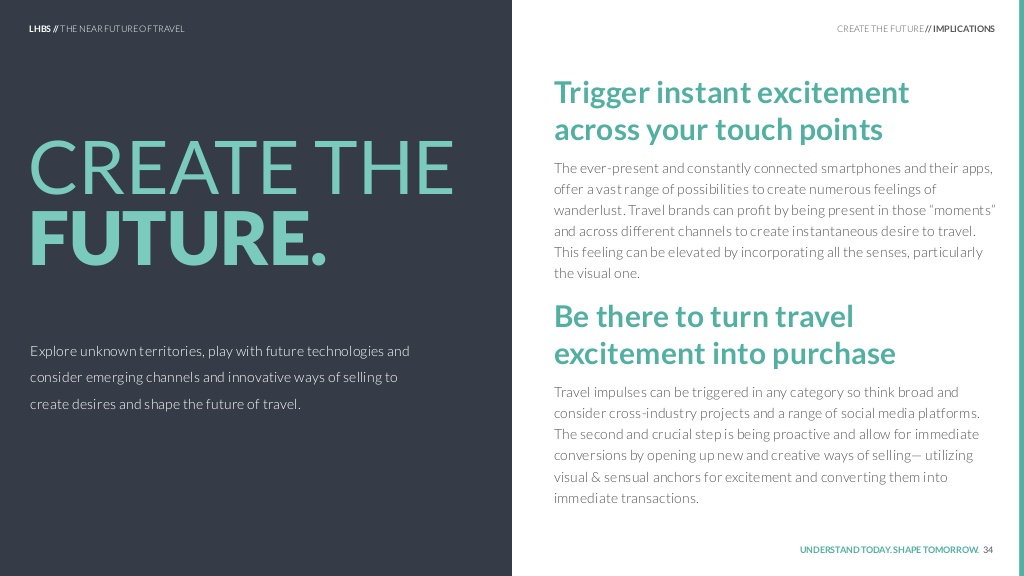 LHBS // THE NEAR FUTURE OF TRAVEL
CREATE THE
FUTURE.
Explore unknown territories, play with future technologies and
consider emerging channels and innovative ways of selling to
create desires and shape the future of travel.
CREATE THE FUTURE // IMPLICATIONS
Trigger instant excitement
across your touch points
The ever-present and constantly connected smartphones and their apps,
offer a vast range of possibilities to create numerous feelings of
wanderlust. Travel brands can profit by being present in those “moments”
and across different channels to create instantaneous desire to travel.
This feeling can be elevated by incorporating all the senses, particularly
the visual one.
Be there to turn travel
excitement into purchase
Travel impulses can be triggered in any category so think broad and
consider cross-industry projects and a range of social media platforms.
The second and crucial step is being proactive and allow for immediate
conversions by opening up new and creative ways of selling— utilizing
visual & sensual anchors for excitement and converting them into
immediate transactions.
UNDERSTAND TODAY. SHAPE TOMORROW. 34